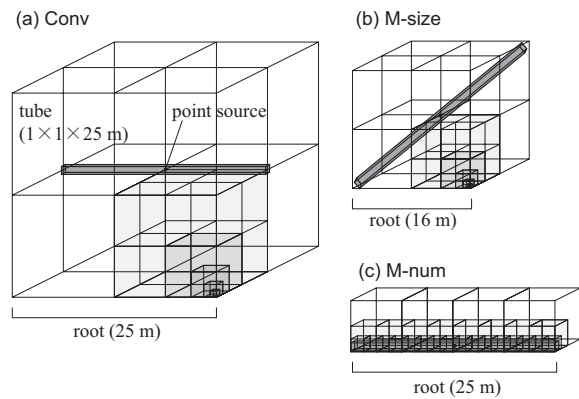 (a) Conv
tube
(1×1×25 m)
point source
root (25 m)
(b) M-size
root (16 m)
(c) M-num
root (25 m)